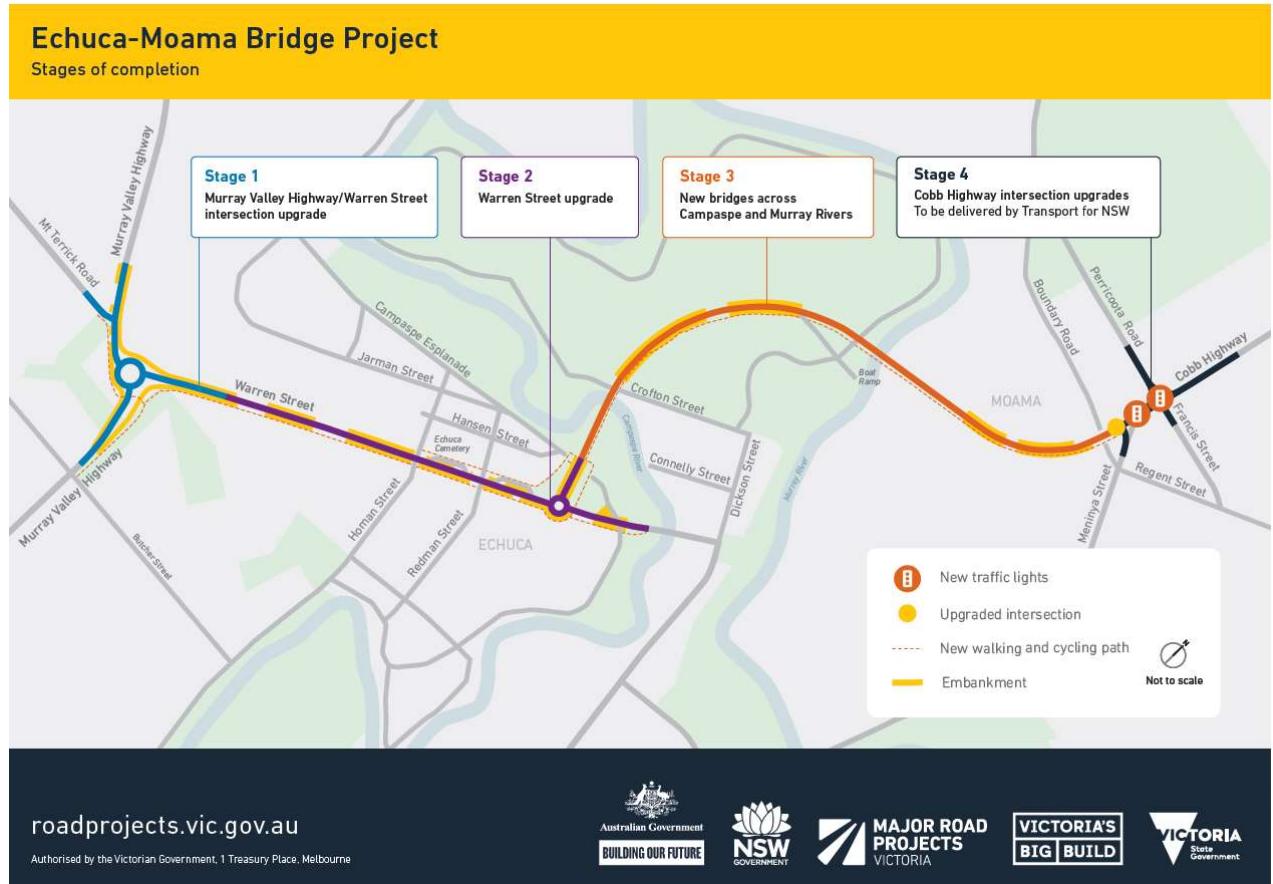 Echuca-Moama Bridge Project
Stages of completion
Stage 1
Murray Valley Highway/Warren Street
intersection upgrade
Stage 2
Warren Street upgrade
Stage 3
New bridges across
Campaspe and Murray Rivers
Stage 4
Cobb Highway intersection upgrades
To be delivered by Transport for NSW
Murray Valley Highway
Mt Terrick Road
Warren Street
Campaspe Esplanade
Jarman Street
Hansen Street
Echuca
Cemetery
Homan Street
Redman Street
ECHUCA
Murray Valley Highway
Butcher Street
Crofton Street
Campaspe River
Connelly Street
Dickson Street
Murray River
Boat
Ramp
MOAMA
Boundary Road
Perricoota Road
Cobb Highway
Francis Street
Regent Street
Meninya Street
New traffic lights
Upgraded intersection
New walking and cycling path
Embankment
Not to scale
roadprojects.vic.gov.au
Authorised by the Victorian Government, 1 Treasury Place, Melbourne
Australian Government
BUILDING OUR FUTURE
NSW
GOVERNMENT
MAJOR ROAD
PROJECTS
VICTORIA
VICTORIA'S
BIG BUILD
VICTORIA
State
Government